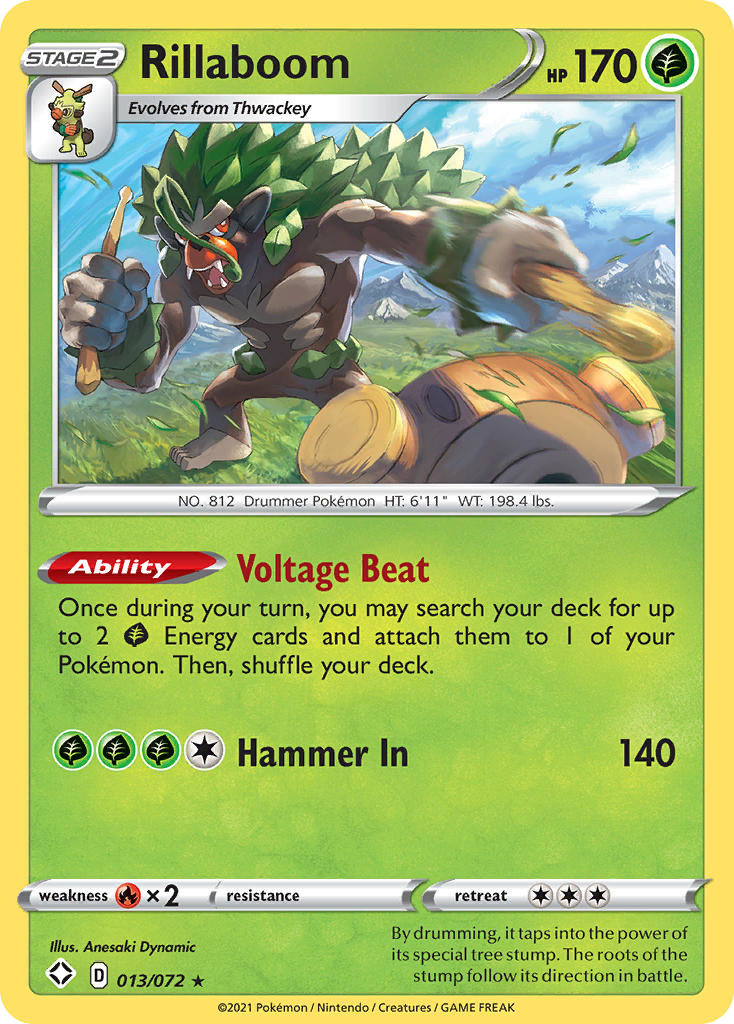 STAGE 2
Rillaboom
HP 170
Evolves from Thwackey
NO. 812 Drummer Pokémon HT: 6'11" WT: 198.4 lbs.
Ability Voltage Beat
Once during your turn, you may search your deck for up
to 2 Energy cards and attach them to 1 of your
Pokémon. Then, shuffle your deck.
Hammer In 140
weakness ×2 resistance retreat
Illus. Anesaki Dynamic
D 013/072 ★
By drumming, it taps into the power of
its special tree stump. The roots of the
stump follow its direction in battle.
©2021 Pokémon / Nintendo / Creatures / GAME FREAK